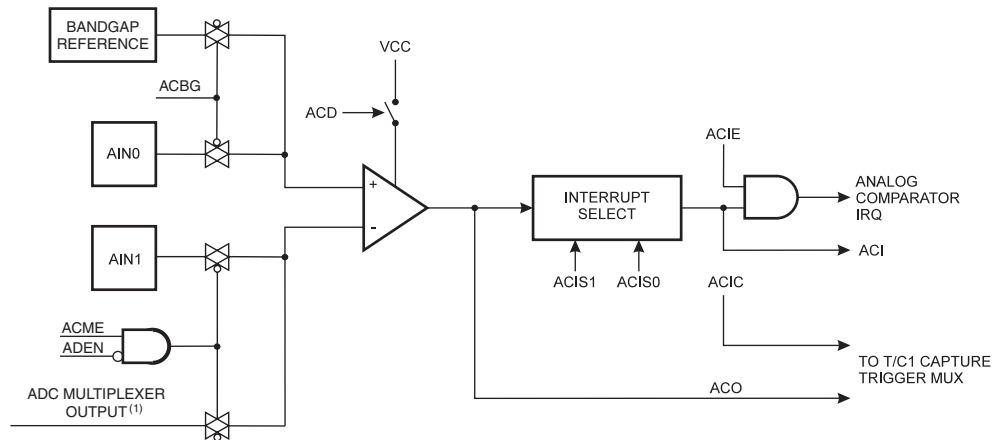 BANDGAP
REFERENCE
ACBG
VCC
ACD
AIN0
+
-
INTERRUPT
SELECT
ACIE
ANALOG
COMPARATOR
IRQ
ACI
AIN1
ACIS1 ACIS0
ACIC
ACME
ADEN
TO T/C1 CAPTURE
TRIGGER MUX
ACO
ADC MULTIPLEXER
OUTPUT (1)